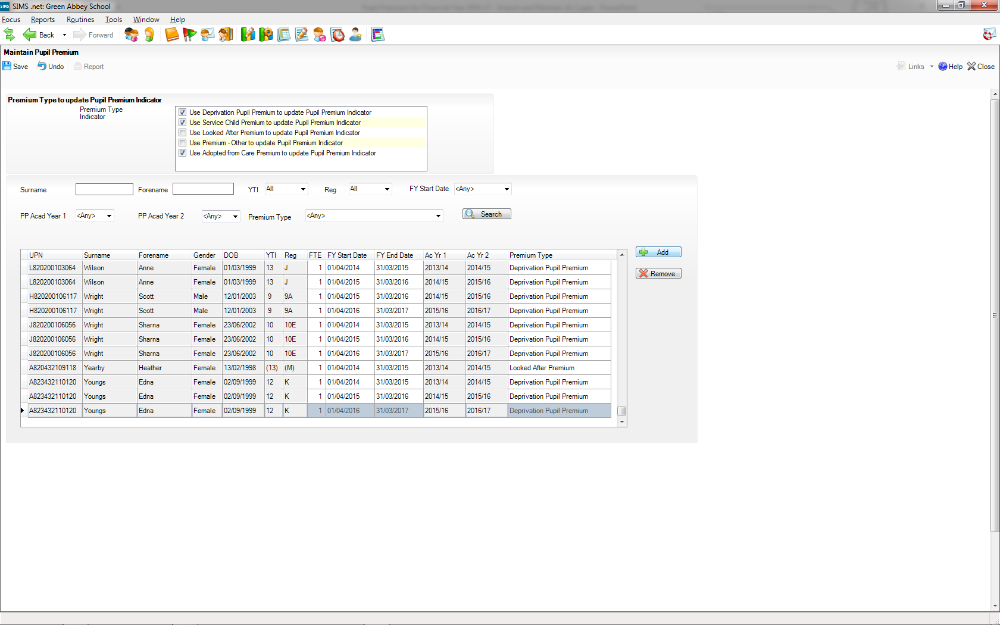 SIMS .net: Green Abbey School
Focus Reports Routines Tools Window Help
Back Forward
Maintain Pupil Premium
Save Undo Report Links Help Close
Premium Type to update Pupil Premium Indicator
Premium Type
Indicator
Use Deprivation Pupil Premium to update Pupil Premium Indicator
Use Service Child Premium to update Pupil Premium Indicator
Use Looked After Premium to update Pupil Premium Indicator
Use Premium - Other to update Pupil Premium Indicator
Use Adopted from Care Premium to update Pupil Premium Indicator
Surname Forename YTI All Reg All FY Start Date <Any>
PP Acad Year 1 <Any> PP Acad Year 2 <Any> Premium Type <Any> Search
UPN Surname Forename Gender DOB YTI Reg FTE FY Start Date FY End Date Ac Yr 1 Ac Yr 2 Premium Type
Add
L820200103064 Wilson Anne Female 01/03/1999 13 J 1 01/04/2014 31/03/2015 2013/14 2014/15 Deprivation Pupil Premium
Remove
L820200103064 Wilson Anne Female 01/03/1999 13 J 1 01/04/2015 31/03/2016 2014/15 2015/16 Deprivation Pupil Premium
H820200106117 Wright Scott Male 12/01/2003 9 9A 1 01/04/2015 31/03/2016 2014/15 2015/16 Deprivation Pupil Premium
H820200106117 Wright Scott Male 12/01/2003 9 9A 1 01/04/2016 31/03/2017 2015/16 2016/17 Deprivation Pupil Premium
J820200106056 Wright Sharna Female 23/06/2002 10 10E 1 01/04/2014 31/03/2015 2013/14 2014/15 Deprivation Pupil Premium
J820200106056 Wright Sharna Female 23/06/2002 10 10E 1 01/04/2015 31/03/2016 2014/15 2015/16 Deprivation Pupil Premium
J820200106056 Wright Sharna Female 23/06/2002 10 10E 1 01/04/2016 31/03/2017 2015/16 2016/17 Deprivation Pupil Premium
A820432109118 Yearby Heather Female 13/02/1998 (13) (M) 1 01/04/2014 31/03/2015 2013/14 2014/15 Looked After Premium
A823432110120 Youngs Edna Female 02/09/1999 12 K 1 01/04/2014 31/03/2015 2013/14 2014/15 Deprivation Pupil Premium
A823432110120 Youngs Edna Female 02/09/1999 12 K 1 01/04/2015 31/03/2016 2014/15 2015/16 Deprivation Pupil Premium
A823432110120 Youngs Edna Female 02/09/1999 12 K 1 01/04/2016 31/03/2017 2015/16 2016/17 Deprivation Pupil Premium